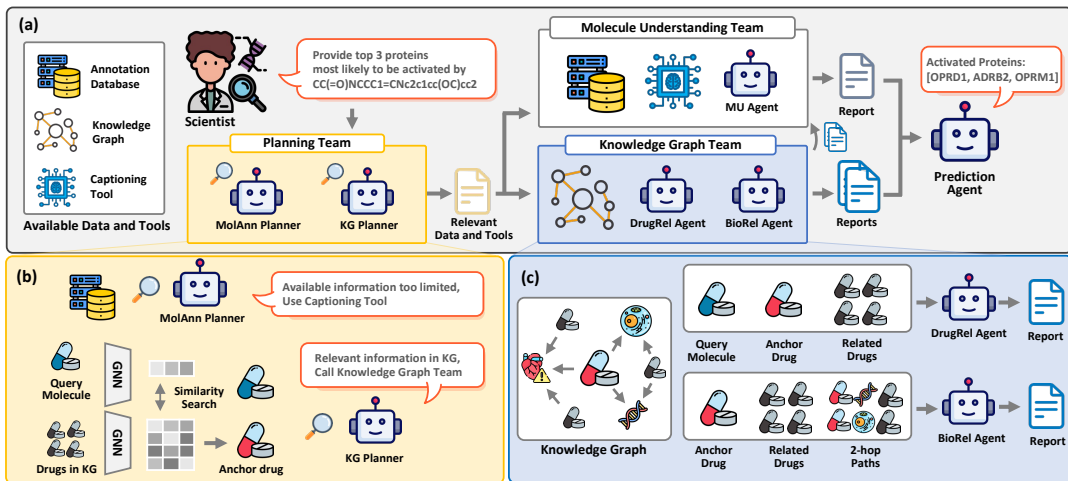 (a)
Annotation
Database
Knowledge
Graph
Captioning
Tool
Available Data and Tools
Scientist
Provide top 3 proteins
most likely to be activated by
CC(=O)NCCC1=CNc2c1cc(OC)cc2
Planning Team
MolAnn Planner
KG Planner
Relevant
Data and Tools
Molecule Understanding Team
MU Agent
Report
Knowledge Graph Team
DrugRel Agent
BioRel Agent
Reports
Activated Proteins:
[OPRD1, ADRB2, OPRM1]
Prediction
Agent
(b)
MolAnn Planner
Available information too limited,
Use Captioning Tool
Query
Molecule
GNN
Similarity
Search
Drugs in KG
GNN
Anchor drug
Relevant information in KG,
Call Knowledge Graph Team
KG Planner
(c)
Knowledge Graph
Query
Molecule
Anchor
Drug
Related
Drugs
DrugRel Agent
Report
Anchor
Drug
Related
Drugs
2-hop
Paths
BioRel Agent
Report